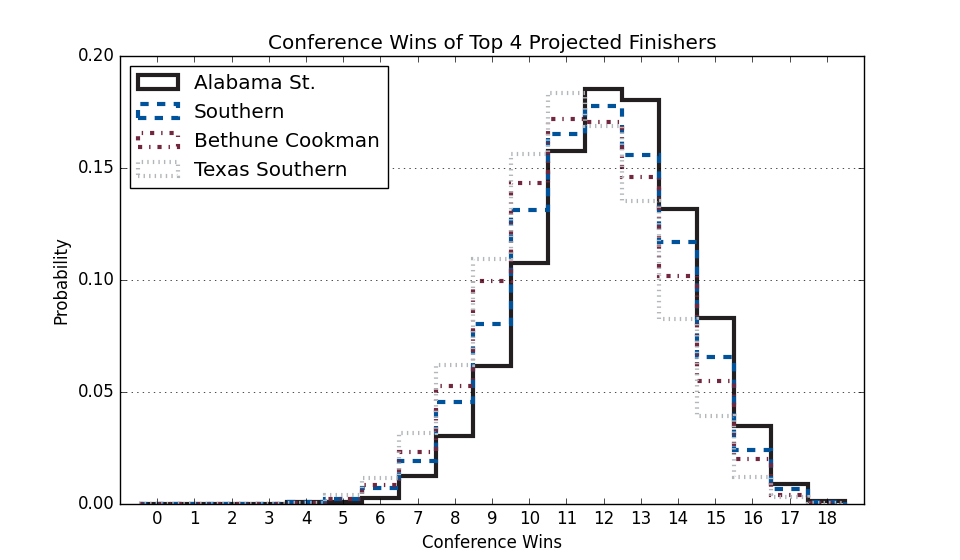 Conference Wins of Top 4 Projected Finishers
0.20
Alabama St.
Southern
Bethune Cookman
Texas Southern
0.15
Probability
0.10
0.05
0.00
0 1 2 3 4 5 6 7 8 9 10 11 12 13 14 15 16 17 18
Conference Wins